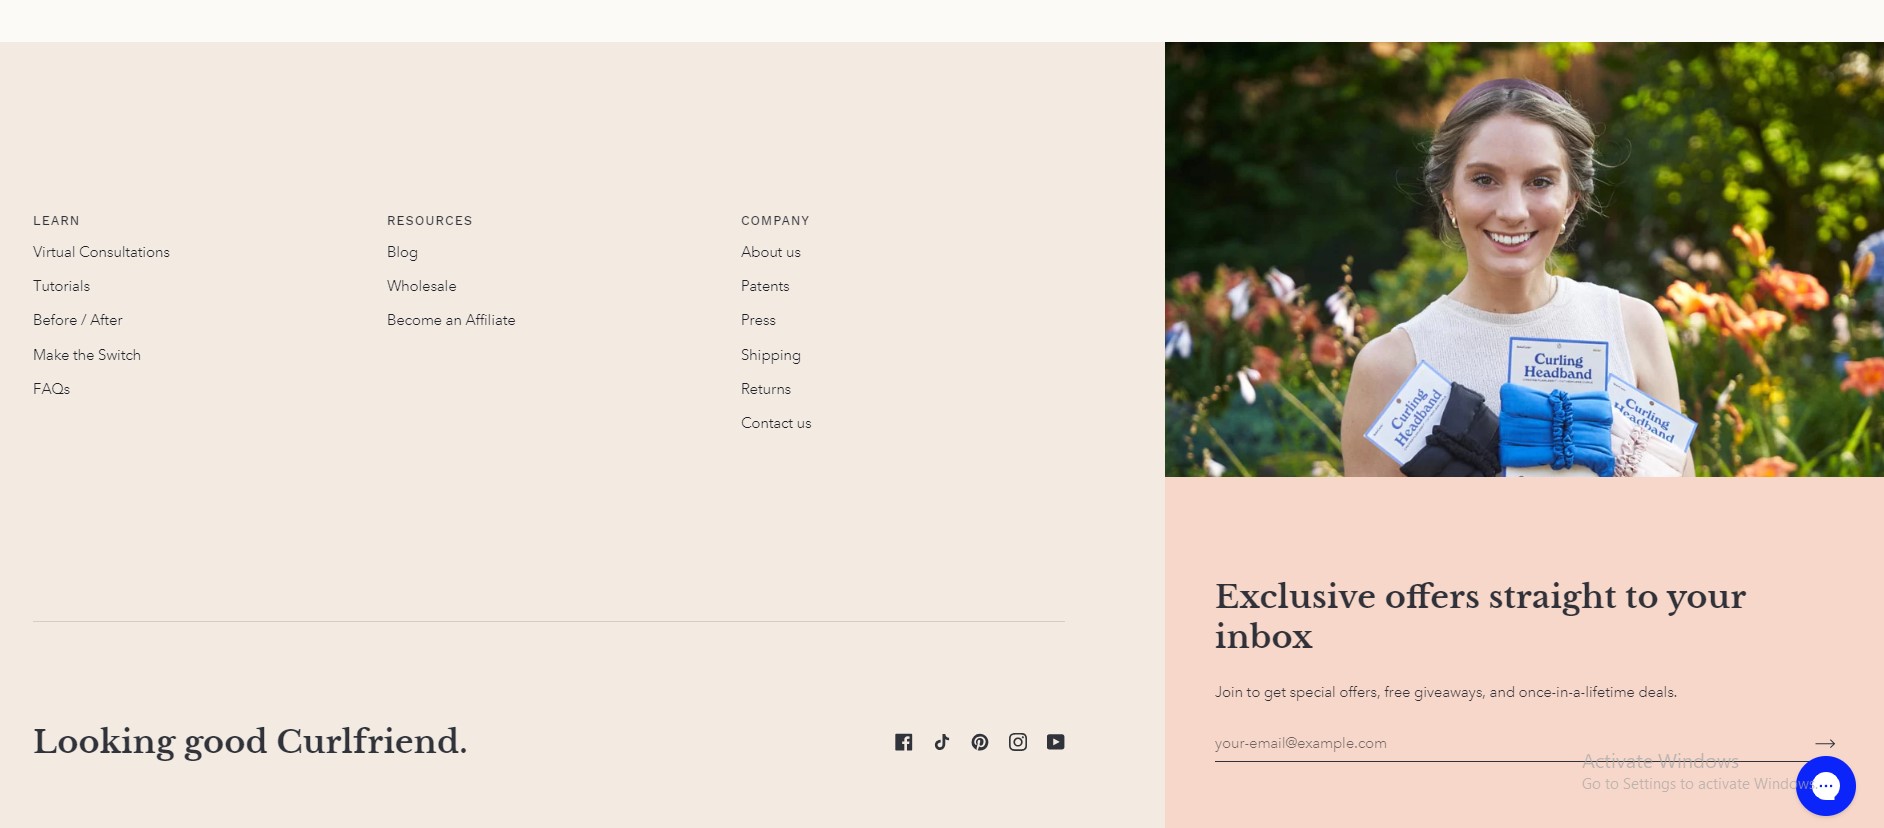 LEARN
Virtual Consultations
Tutorials
Before / After
Make the Switch
FAQs
RESOURCES
Blog
Wholesale
Become an Affiliate
COMPANY
About us
Patents
Press
Shipping
Returns
Contact us
Looking good Curlfriend.
Curling
Headband
Curling
Headband
Curling
Headband
Exclusive offers straight to your
inbox
Join to get special offers, free giveaways, and once-in-a-lifetime deals.
your-email@example.com
Activate Windows
Go to Settings to activate Windows.